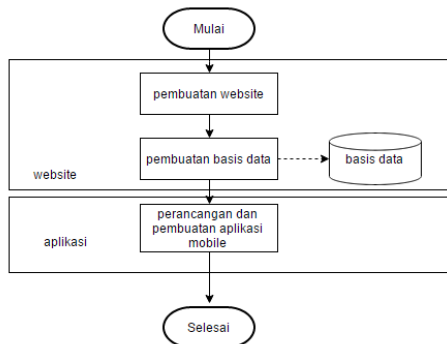 Mulai
pembuatan website
pembuatan basis data
basis data
website
perancangan dan
pembuatan aplikasi
mobile
aplikasi
Selesai